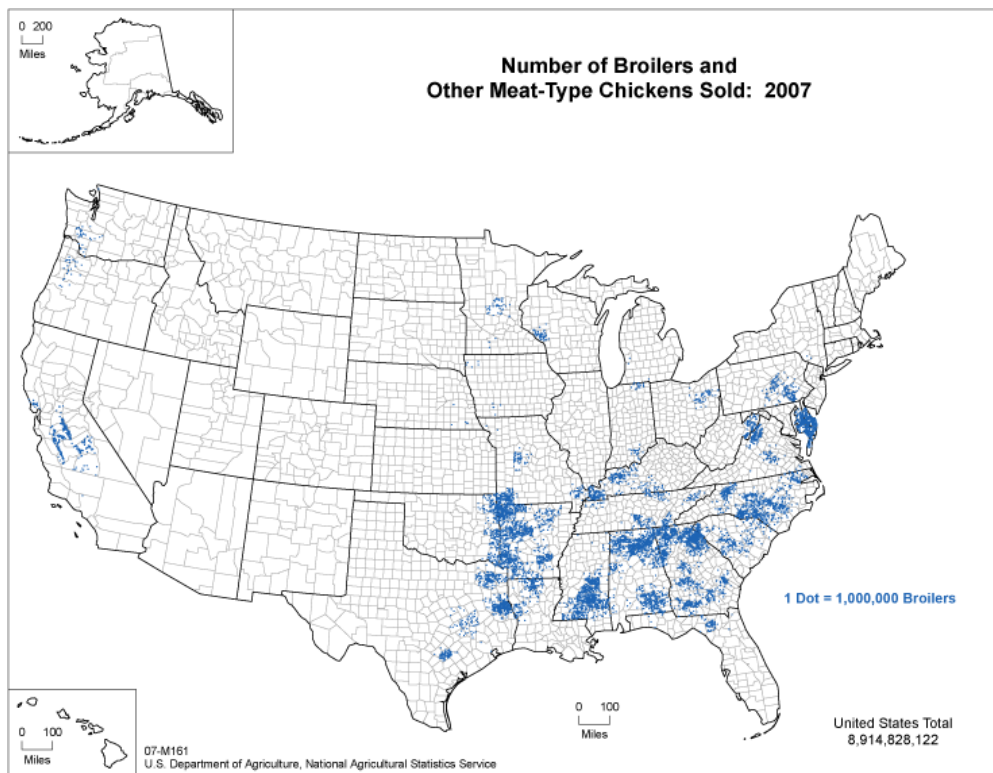 0 200
Miles
Number of Broilers and
Other Meat-Type Chickens Sold: 2007
1 Dot = 1,000,000 Broilers
0 100
Miles
0 100
Miles
07-M161
U.S. Department of Agriculture, National Agricultural Statistics Service
United States Total
8,914,828,122